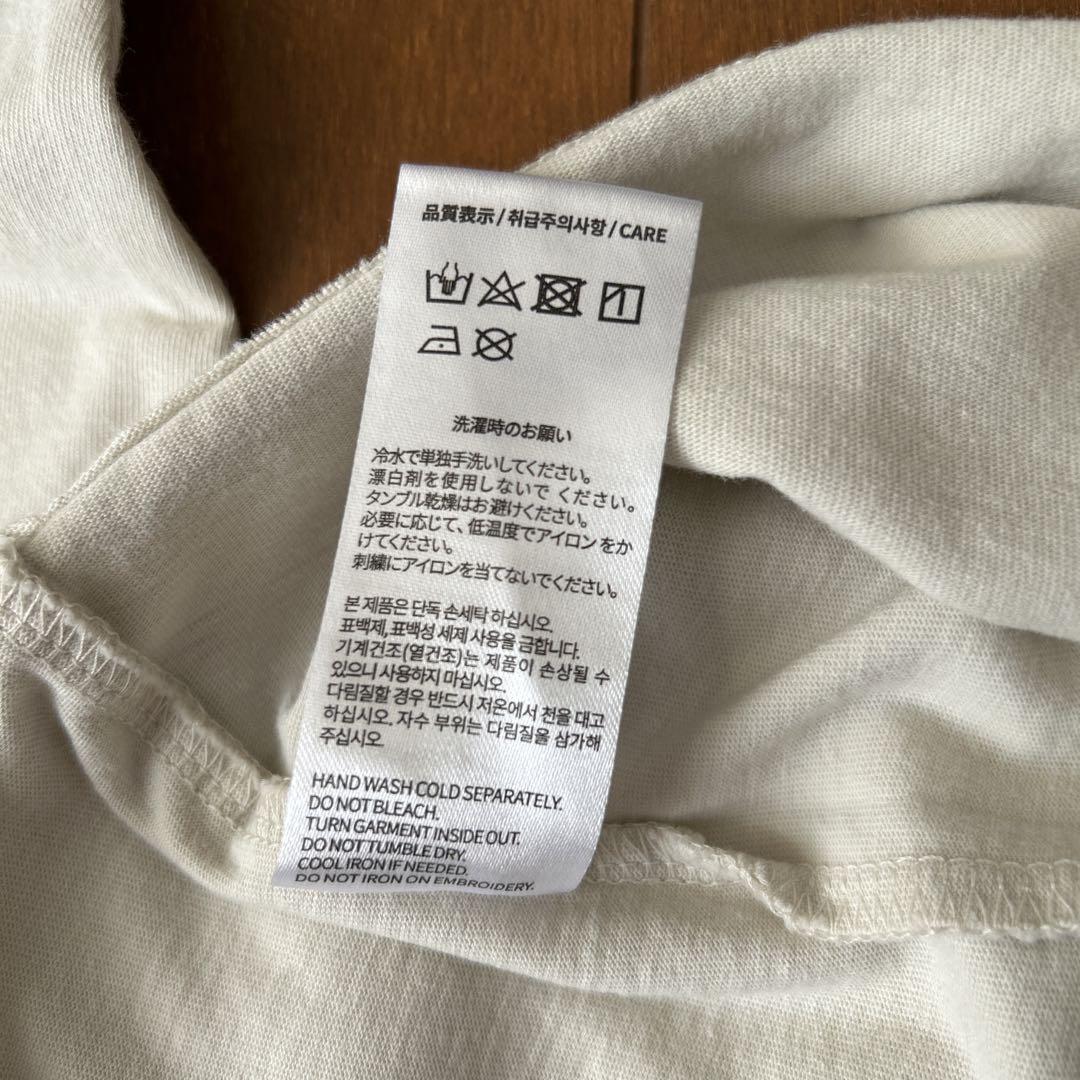 品質表示 / 취급주의사항 / CARE
洗濯時のお願い
冷水で単独手洗いしてください。
漂白剤を使用しないで ください。
タンブル乾燥はお避けください。
必要に応じて、低温度でアイロンをか
けてください。
刺繍にアイロンを当てないでください。
본 제품은 단독 손세탁 하십시오.
표백제, 표백성 세제 사용을 금합니다.
기계건조(열건조)는 제품이 손상될 수
있으니 사용하지 마십시오.
다림질할 경우 반드시 저온에서 천을 대고
하십시오. 자수 부위는 다림질을 삼가해
주십시오.
HAND WASH COLD SEPARATELY.
DO NOT BLEACH.
TURN GARMENT INSIDE OUT.
DO NOT TUMBLE DRY.
COOL IRON IF NEEDED.
DO NOT IRON ON EMBROIDERY.